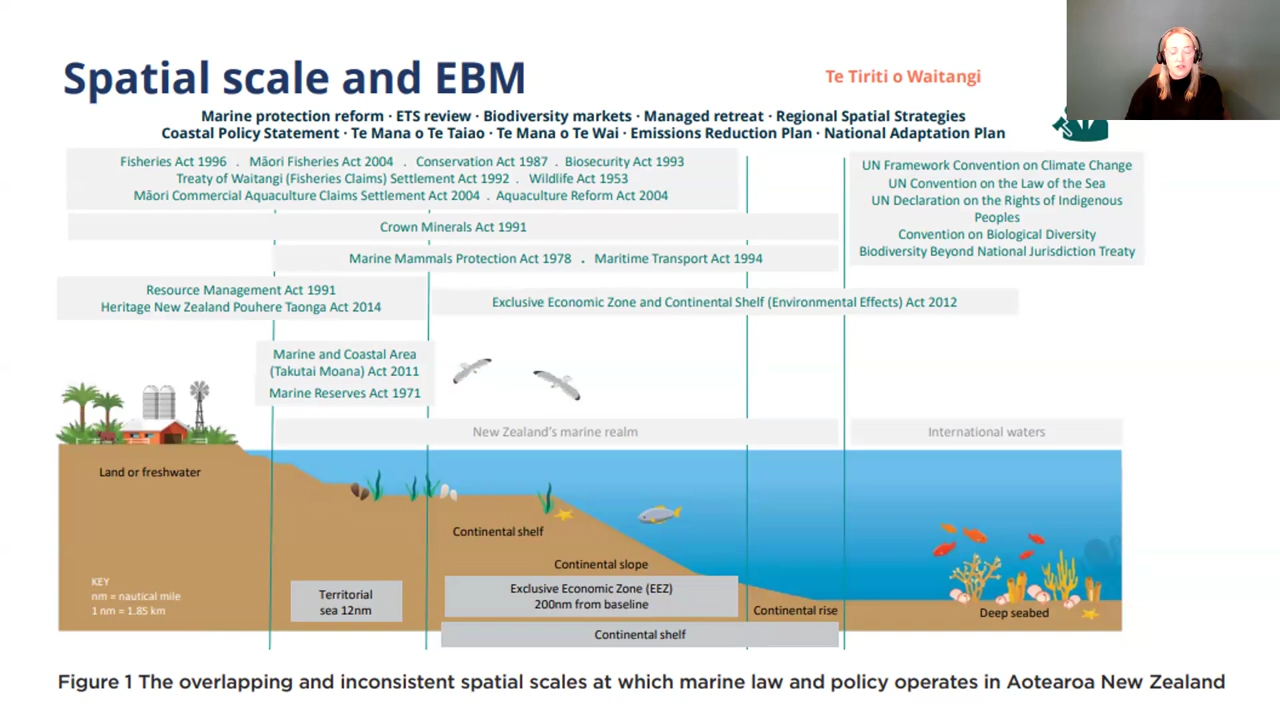 Spatial scale and EBM
Te Tiriti o Waitangi
Marine protection reform · ETS review · Biodiversity markets · Managed retreat · Regional Spatial Strategies
Coastal Policy Statement · Te Mana o Te Taiao · Te Mana o Te Wai · Emissions Reduction Plan · National Adaptation Plan
Fisheries Act 1996 . Māori Fisheries Act 2004 . Conservation Act 1987 . Biosecurity Act 1993
Treaty of Waitangi (Fisheries Claims) Settlement Act 1992 . Wildlife Act 1953
Māori Commercial Aquaculture Claims Settlement Act 2004 . Aquaculture Reform Act 2004
UN Framework Convention on Climate Change
UN Convention on the Law of the Sea
UN Declaration on the Rights of Indigenous
Peoples
Convention on Biological Diversity
Biodiversity Beyond National Jurisdiction Treaty
Crown Minerals Act 1991
Marine Mammals Protection Act 1978 . Maritime Transport Act 1994
Resource Management Act 1991
Heritage New Zealand Pouhere Taonga Act 2014
Exclusive Economic Zone and Continental Shelf (Environmental Effects) Act 2012
Marine and Coastal Area
(Takutai Moana) Act 2011
Marine Reserves Act 1971
New Zealand's marine realm
International waters
Land or freshwater
Continental shelf
Continental slope
KEY
nm = nautical mile
1 nm = 1.85 km
Territorial
sea 12nm
Exclusive Economic Zone (EEZ)
200nm from baseline
Continental rise
Deep seabed
Continental shelf
Figure 1 The overlapping and inconsistent spatial scales at which marine law and policy operates in Aotearoa New Zealand